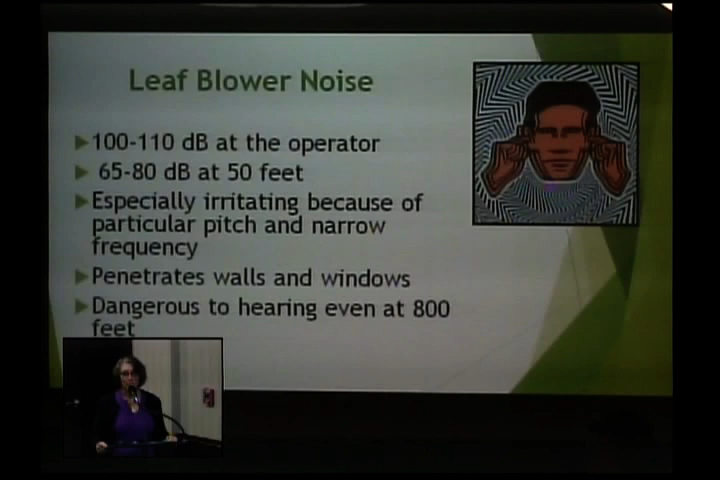 Leaf Blower Noise
100-110 dB at the operator
65-80 dB at 50 feet
Especially irritating because of
particular pitch and narrow
frequency
Penetrates walls and windows
Dangerous to hearing even at 800
feet